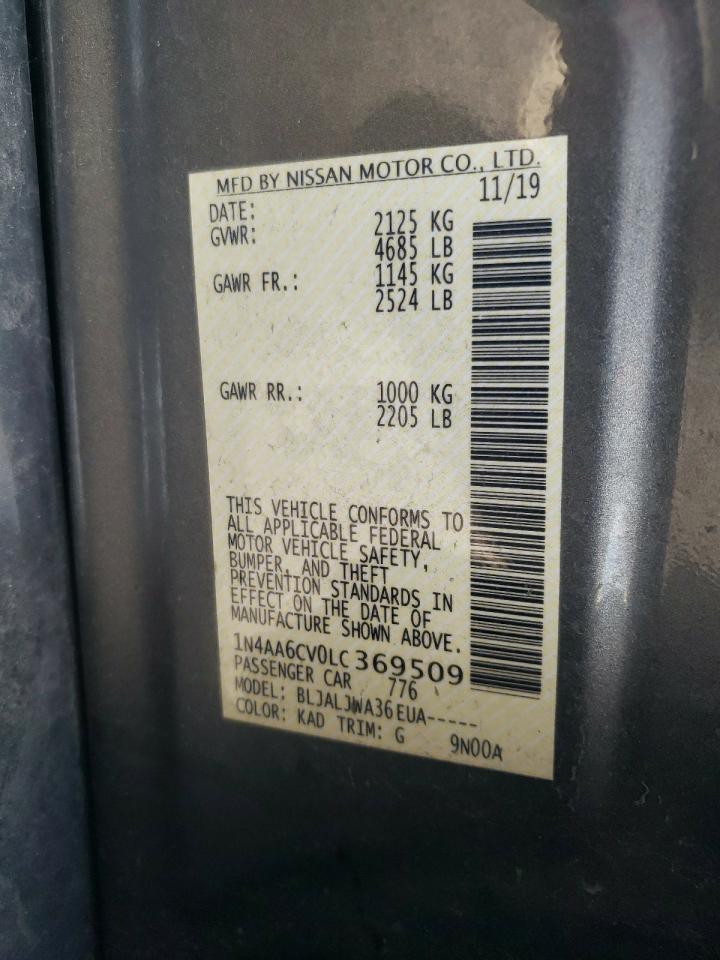 MFD BY NISSAN MOTOR CO., LTD.
DATE: 11/19
GVWR: 2125 KG
4685 LB
GAWR FR.: 1145 KG
2524 LB
GAWR RR.: 1000 KG
2205 LB
THIS VEHICLE CONFORMS TO
ALL APPLICABLE FEDERAL
MOTOR VEHICLE SAFETY,
BUMPER, AND THEFT
PREVENTION STANDARDS IN
EFFECT ON THE DATE OF
MANUFACTURE SHOWN ABOVE.
1N4AA6CV0LC369509
PASSENGER CAR 776
MODEL: BLJALJWA36EUA-----
COLOR: KAD TRIM: G 9N00A